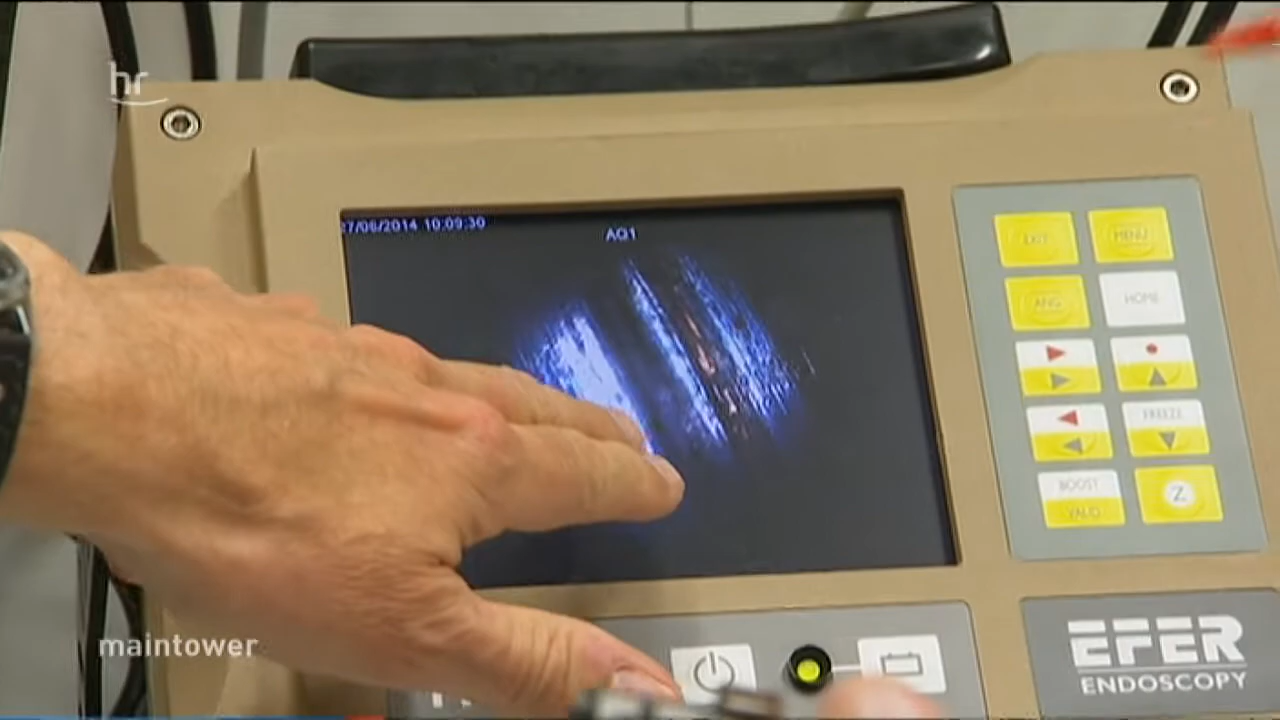 hr
27/06/2014 10:09:30
AQ1
EXIT
MENU
ANG
HOME
FREEZE
BOOST
VALID
Z
maintower
EFER
ENDOSCOPY